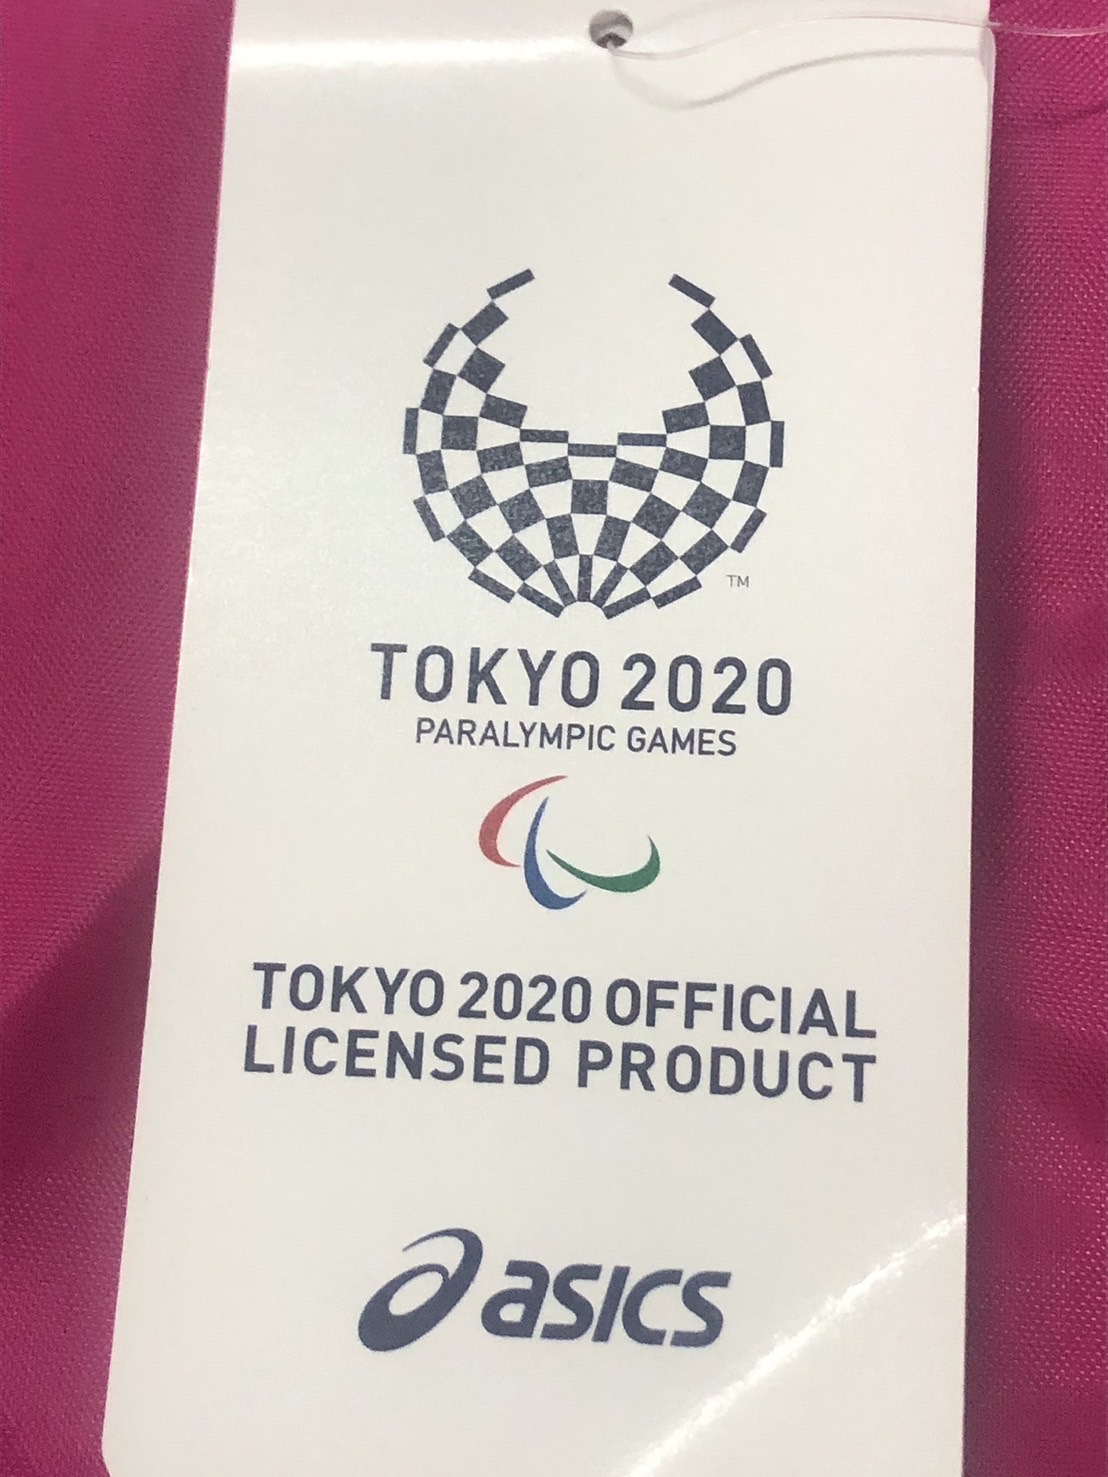 TM
TOKYO 2020
PARALYMPIC GAMES
TOKYO 2020 OFFICIAL
LICENSED PRODUCT
asics